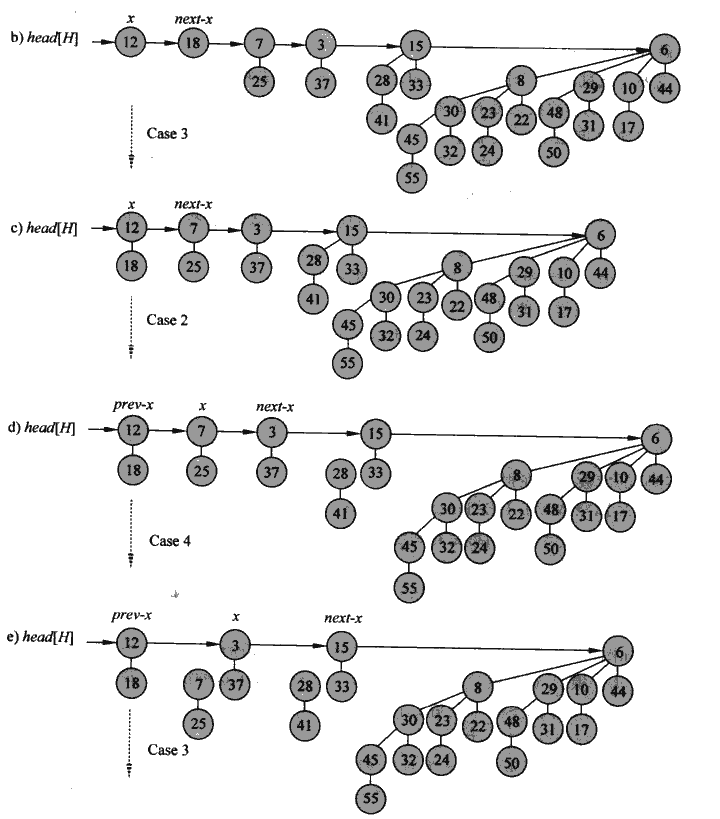 x next-x
b) head[H] 12 18 7 3 15 6
25 37 28 33 8 29 10 44
41 30 23 22 48 31 17
45 32 24 50
55
Case 3
x next-x
c) head[H] 12 7 3 15 6
18 25 37 28 33 8 29 10 44
41 30 23 22 48 31 17
45 32 24 50
55
Case 2
prev-x x next-x
d) head[H] 12 7 3 15 6
18 25 37 28 33 8 29 10 44
41 30 23 22 48 31 17
45 32 24 50
55
Case 4
prev-x x next-x
e) head[H] 12 3 15 6
18 7 37 28 33 8 29 10 44
25 41 30 23 22 48 31 17
45 32 24 50
55
Case 3